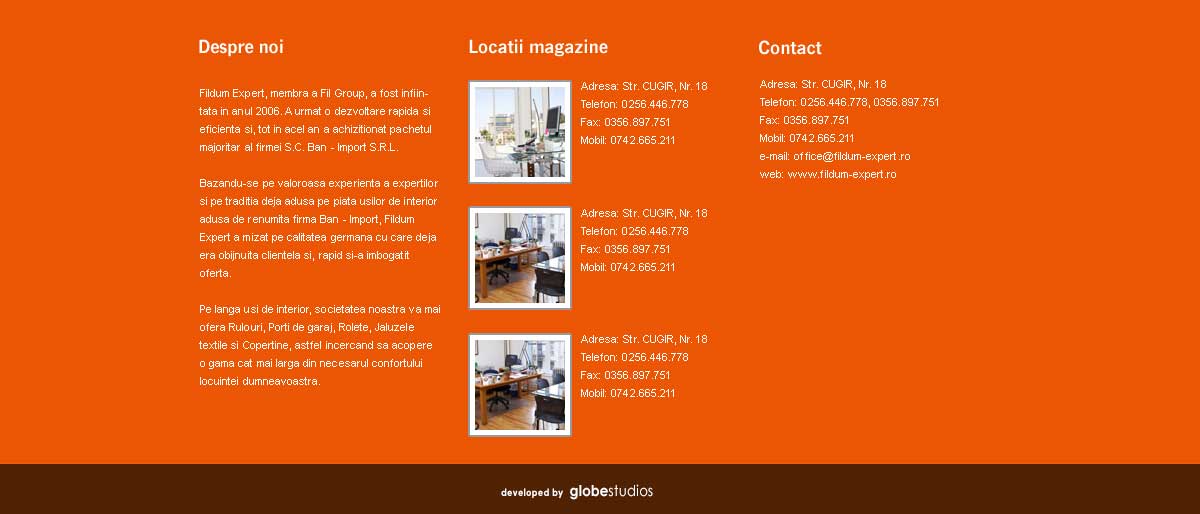 Despre noi
Fildum Expert, membra a Fil Group, a fost infiin-
tata in anul 2006. A urmat o dezvoltare rapida si
eficienta si, tot in acel an a achizitionat pachetul
majoritar al firmei S.C. Ban - Import S.R.L.
Bazandu-se pe valoroasa experienta a expertilor
si pe traditia deja adusa pe piata usilor de interior
adusa de renumita firma Ban - Import, Fildum
Expert a mizat pe calitatea germana cu care deja
era obijnuita clientela si, rapid si-a imbogatit
oferta.
Pe langa usi de interior, societatea noastra va mai
ofera Rulouri, Porti de garaj, Rolete, Jaluzele
textile si Copertine, astfel incercand sa acopere
o gama cat mai larga din necesarul confortului
locuintei dumneavoastra.
Locatii magazine
Adresa: Str. CUGIR, Nr. 18
Telefon: 0256.446.778
Fax: 0356.897.751
Mobil: 0742.665.211
Adresa: Str. CUGIR, Nr. 18
Telefon: 0256.446.778
Fax: 0356.897.751
Mobil: 0742.665.211
Adresa: Str. CUGIR, Nr. 18
Telefon: 0256.446.778
Fax: 0356.897.751
Mobil: 0742.665.211
Contact
Adresa: Str. CUGIR, Nr. 18
Telefon: 0256.446.778, 0356.897.751
Fax: 0356.897.751
Mobil: 0742.665.211
e-mail: office@fildum-expert.ro
web: www.fildum-expert.ro
developed by globestudios